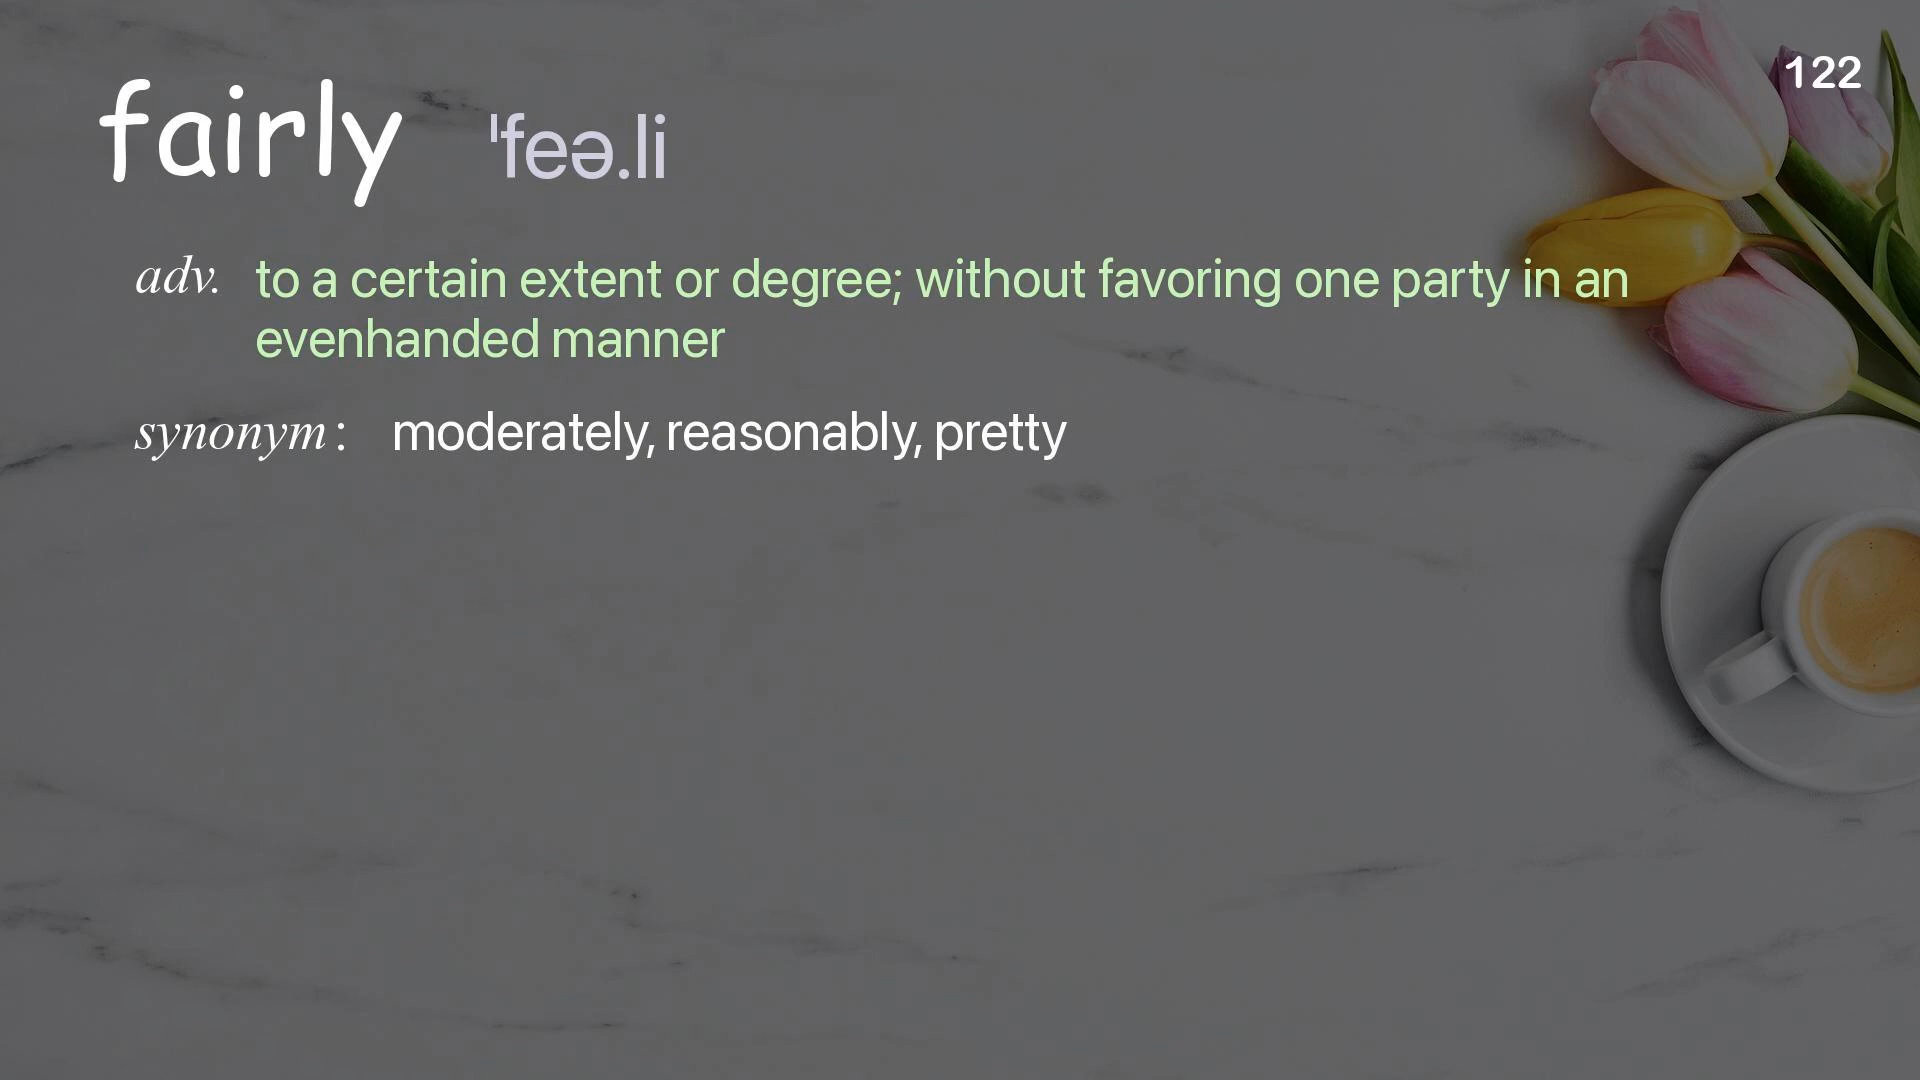 122
fairly ˈfeə.li
adv. to a certain extent or degree; without favoring one party in an
evenhanded manner
synonym: moderately, reasonably, pretty